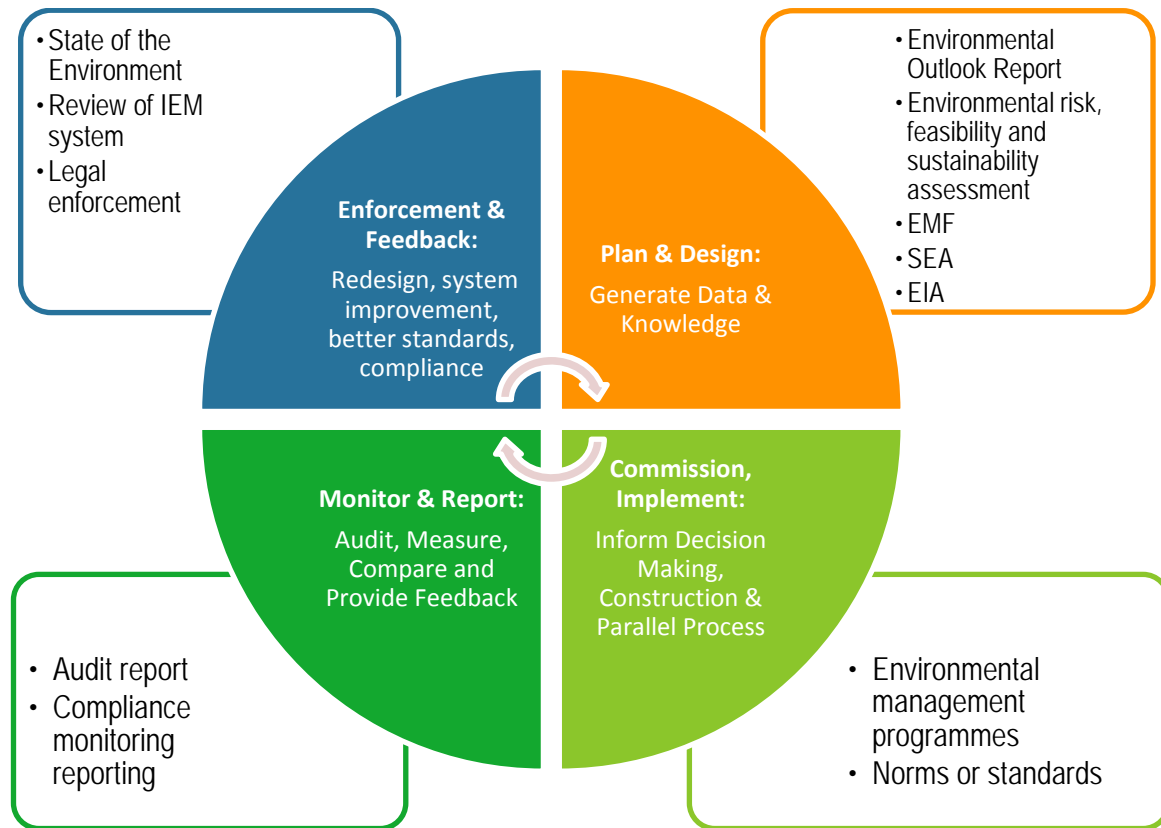 • State of the
Environment
• Review of IEM
system
• Legal
enforcement
• Environmental
Outlook Report
• Environmental risk,
feasibility and
sustainability
assessment
• EMF
• SEA
• EIA
Enforcement &
Feedback:
Redesign, system
improvement,
better standards,
compliance
Plan & Design:
Generate Data &
Knowledge
Monitor & Report:
Audit, Measure,
Compare and
Provide Feedback
Commission,
Implement:
Inform Decision
Making,
Construction &
Parallel Process
• Audit report
• Compliance
monitoring
reporting
• Environmental
management
programmes
• Norms or standards